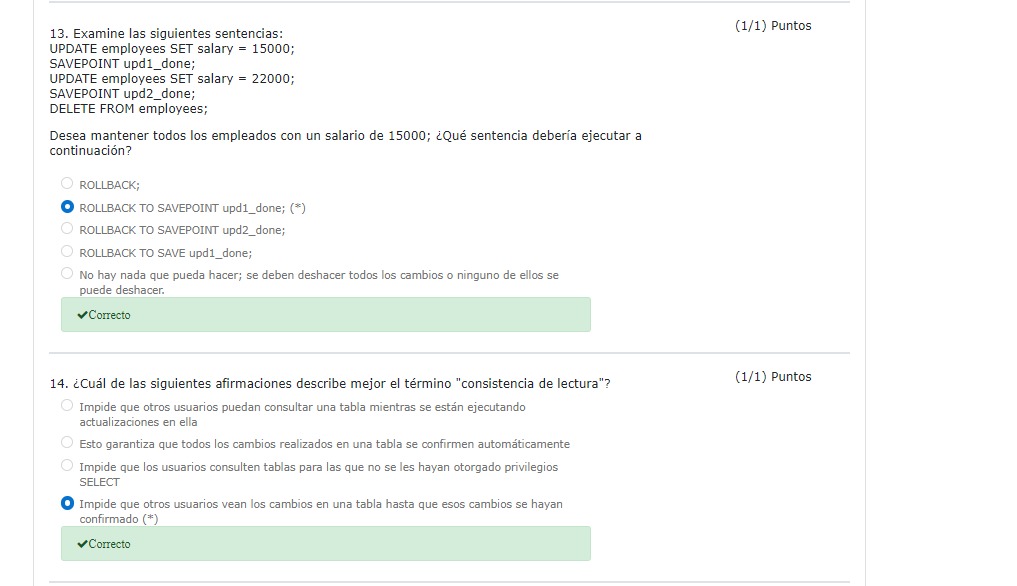 (1/1) Puntos
13. Examine las siguientes sentencias:
UPDATE employees SET salary = 15000;
SAVEPOINT upd1_done;
UPDATE employees SET salary = 22000;
SAVEPOINT upd2_done;
DELETE FROM employees;
Desea mantener todos los empleados con un salario de 15000; ¿Qué sentencia debería ejecutar a
continuación?
ROLLBACK;
ROLLBACK TO SAVEPOINT upd1_done; (*)
ROLLBACK TO SAVEPOINT upd2_done;
ROLLBACK TO SAVE upd1_done;
No hay nada que pueda hacer; se deben deshacer todos los cambios o ninguno de ellos se
puede deshacer.
✔Correcto
(1/1) Puntos
14. ¿Cuál de las siguientes afirmaciones describe mejor el término "consistencia de lectura"?
Impide que otros usuarios puedan consultar una tabla mientras se están ejecutando
actualizaciones en ella
Esto garantiza que todos los cambios realizados en una tabla se confirmen automáticamente
Impide que los usuarios consulten tablas para las que no se les hayan otorgado privilegios
SELECT
Impide que otros usuarios vean los cambios en una tabla hasta que esos cambios se hayan
confirmado (*)
✔Correcto